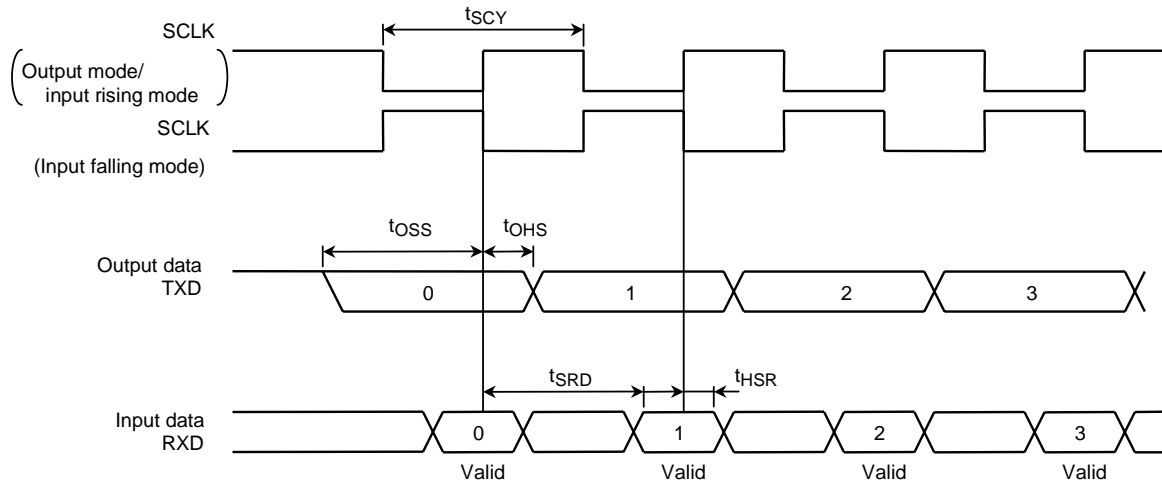 tSCY
SCLK
(Output mode/
input rising mode)
SCLK
(Input falling mode)
tOSS
tOHS
Output data
TXD
0
1
2
3
tSRD
tHSR
Input data
RXD
0
1
2
3
Valid
Valid
Valid
Valid